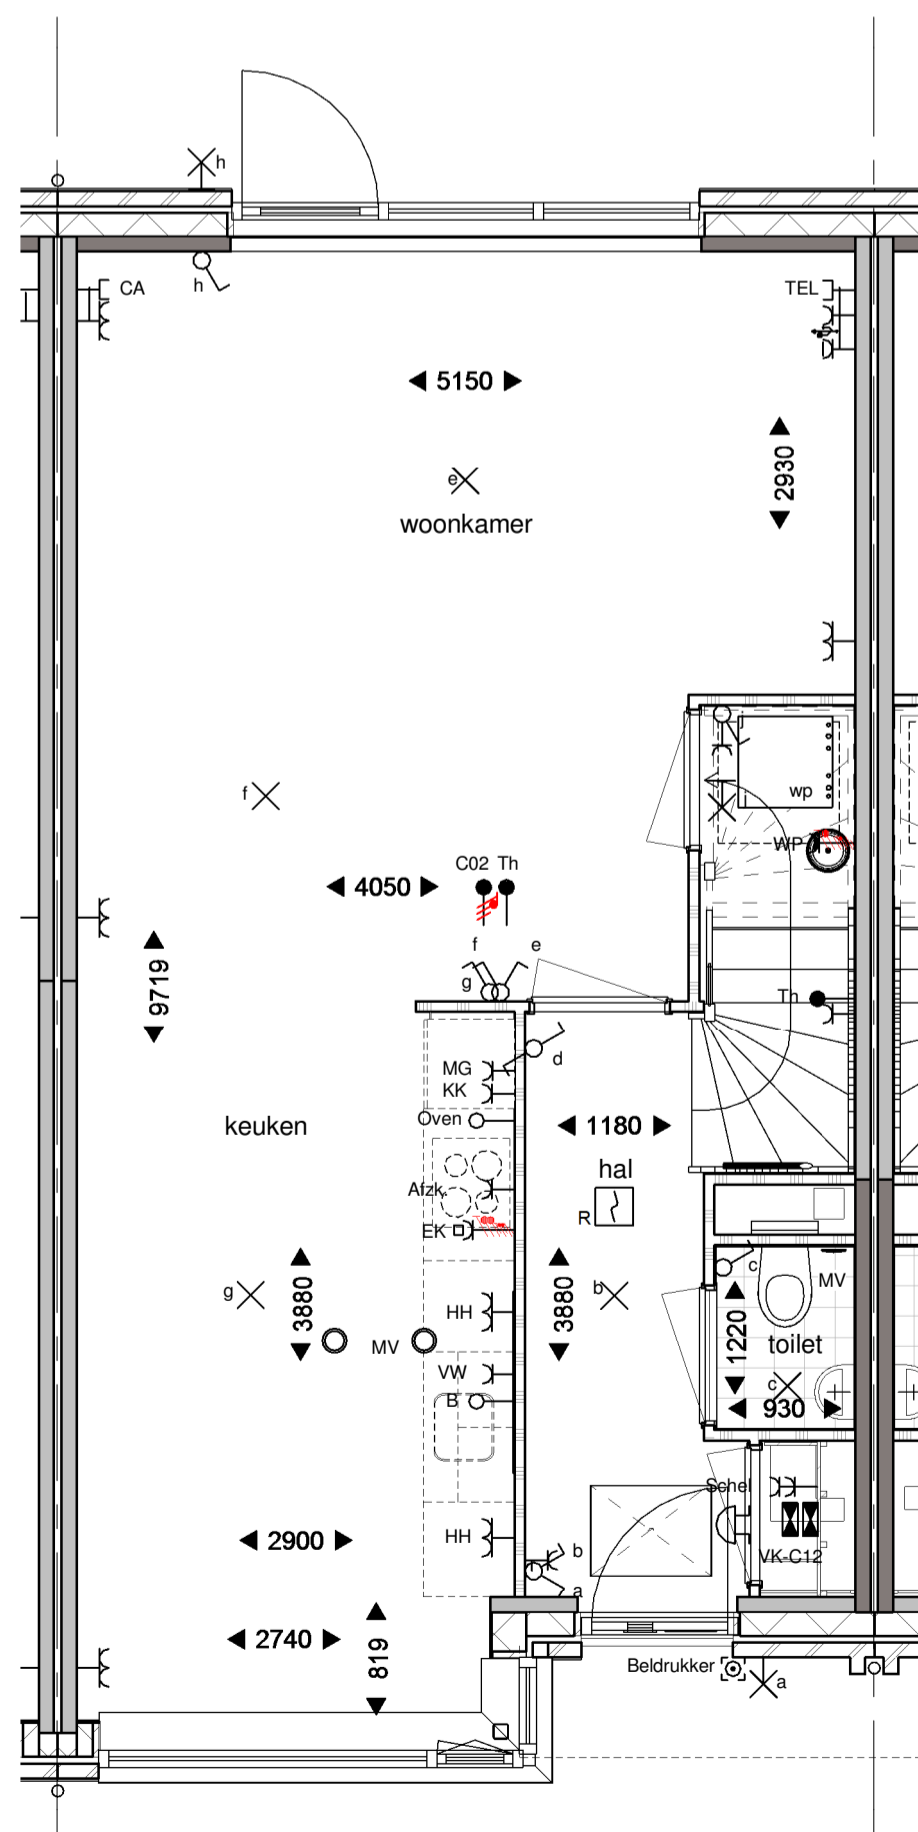 h
h
CA
TEL
5150
2930
e
woonkamer
wp
f
WP
C02 Th
4050
f e
g
9719
Th
d
MG
KK
Oven
keuken
1180
hal
Afzk.
R
EK
c
MV
g
3880
b
3880
1220
toilet
HH
MV
VW
c
B
930
Schel
2900
HH
b
VK-C12
a
2740
819
Beldrukker
a